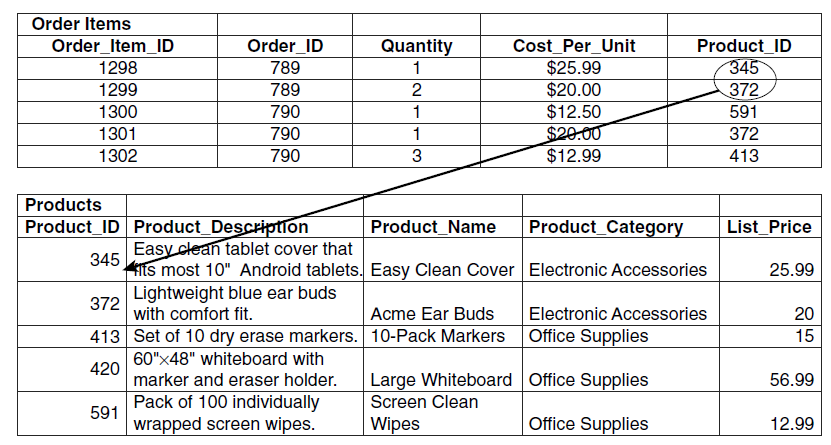 Order Items
Order_Item_ID Order_ID Quantity Cost_Per_Unit Product_ID
1298 789 1 $25.99 345
1299 789 2 $20.00 372
1300 790 1 $12.50 591
1301 790 1 $20.00 372
1302 790 3 $12.99 413
Products
Product_ID Product_Description Product_Name Product_Category List_Price
345 Easy clean tablet cover that
fits most 10" Android tablets. Easy Clean Cover Electronic Accessories 25.99
372 Lightweight blue ear buds
with comfort fit. Acme Ear Buds Electronic Accessories 20
413 Set of 10 dry erase markers. 10-Pack Markers Office Supplies 15
420 60"×48" whiteboard with
marker and eraser holder. Large Whiteboard Office Supplies 56.99
591 Pack of 100 individually Screen Clean
wrapped screen wipes. Wipes Office Supplies 12.99